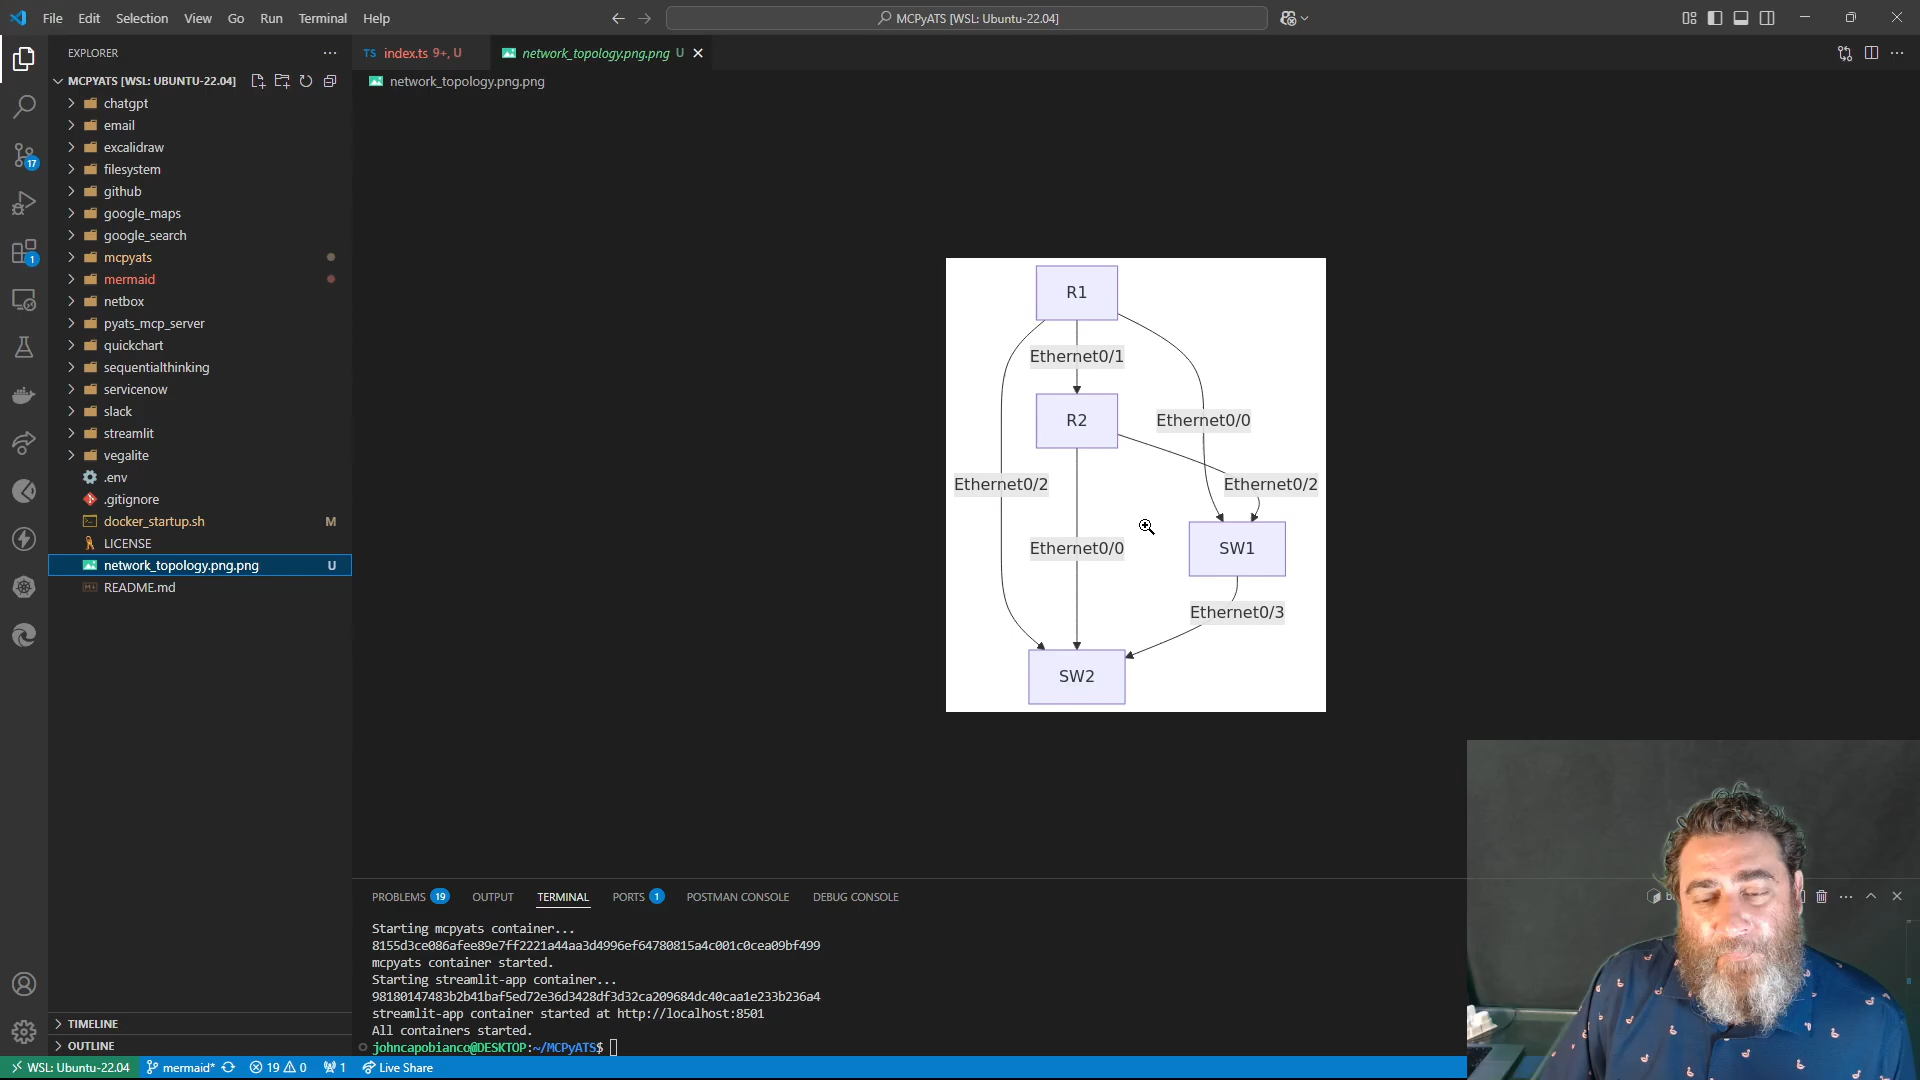 File Edit Selection View Go Run Terminal Help
MCPyATS [WSL: Ubuntu-22.04]
EXPLORER
MCPYATS [WSL: UBUNTU-22.04]
chatgpt
email
excalidraw
filesystem
github
google_maps
google_search
mcpyats
mermaid
netbox
pyats_mcp_server
quickchart
sequentialthinking
servicenow
slack
streamlit
vegalite
.env
.gitignore
docker_startup.sh M
LICENSE
network_topology.png.png U
README.md
TIMELINE
OUTLINE
17
1
TS index.ts 9+, U
network_topology.png.png U
network_topology.png.png
R1
Ethernet0/1
R2
Ethernet0/0
Ethernet0/2
Ethernet0/2
Ethernet0/0
SW1
Ethernet0/3
SW2
PROBLEMS 19 OUTPUT TERMINAL PORTS 1 POSTMAN CONSOLE DEBUG CONSOLE
Starting mcpyats container...
8155d3ce086afee89e7ff2221a44aa3d4996ef64780815a4c001c0cea09bf499
mcpyats container started.
Starting streamlit-app container...
98180147483b2b41baf5ed72e36d3428df3d32ca209684dc40caa1e233b236a4
streamlit-app container started at http://localhost:8501
All containers started.
johncapobianco@DESKTOP:~/MCPyATS$
WSL: Ubuntu-22.04 mermaid* 19 0 1 Live Share